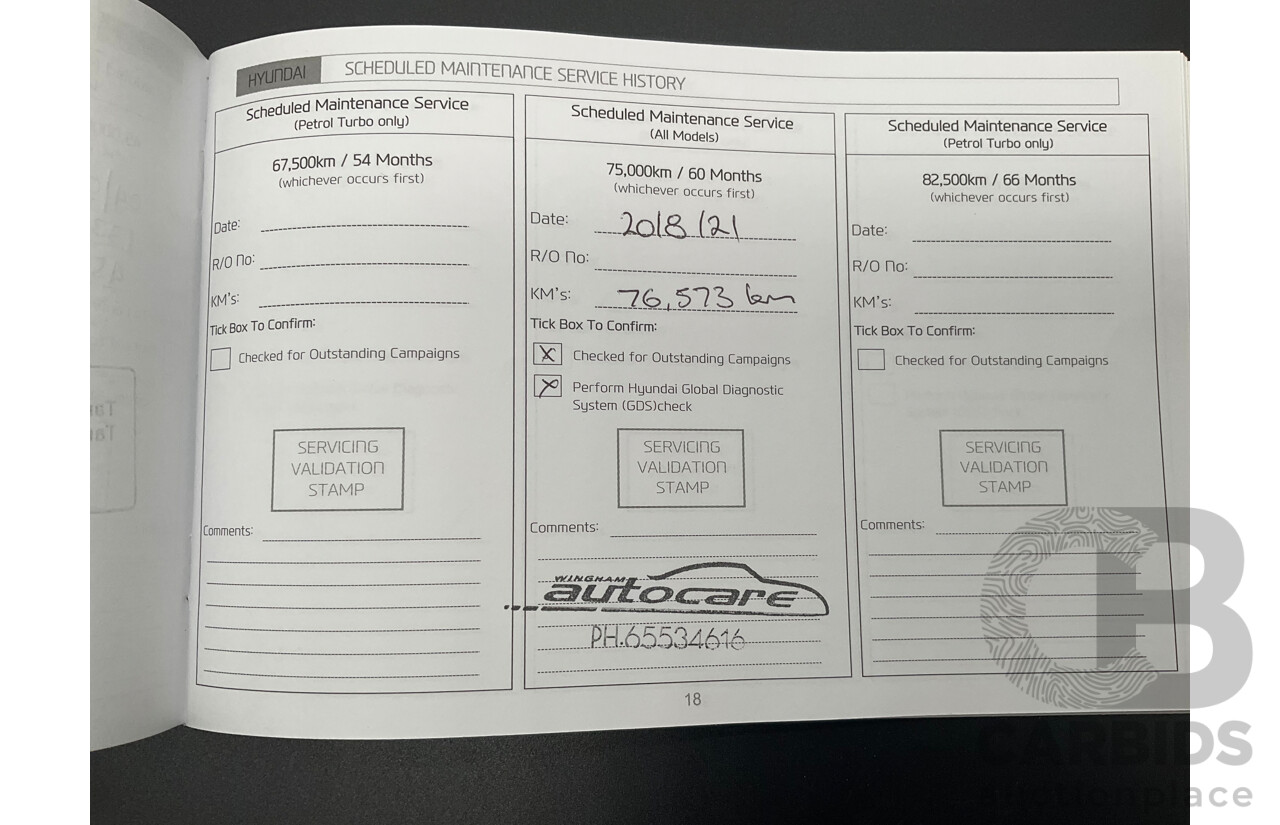 HYUNDAI
SCHEDULED MAINTENANCE SERVICE HISTORY
Scheduled Maintenance Service
(Petrol Turbo only)
67,500km / 54 Months
(whichever occurs first)
Date:
R/O No:
KM's:
Tick Box To Confirm:
Checked for Outstanding Campaigns
SERVICING
VALIDATION
STAMP
Comments:
Scheduled Maintenance Service
(All Models)
75,000km / 60 Months
(whichever occurs first)
Date: 20/8/21
R/O No:
KM's: 76,573 km
Tick Box To Confirm:
X Checked for Outstanding Campaigns
X Perform Hyundai Global Diagnostic
System (GDS)check
SERVICING
VALIDATION
STAMP
Comments:
WINGHAM
autocare
PH.65534616
Scheduled Maintenance Service
(Petrol Turbo only)
82,500km / 66 Months
(whichever occurs first)
Date:
R/O No:
KM's:
Tick Box To Confirm:
Checked for Outstanding Campaigns
SERVICING
VALIDATION
STAMP
Comments:
18
CB
CARBIDS
auctionplace